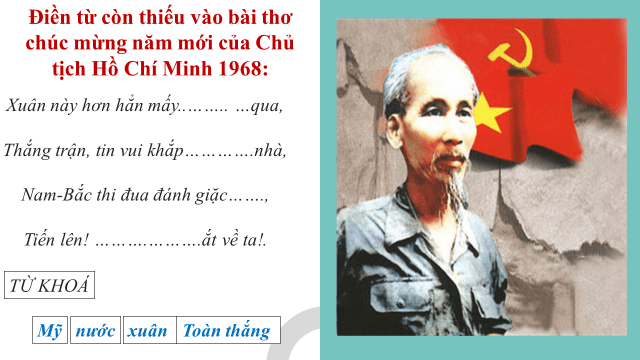 Điền từ còn thiếu vào bài thơ
chúc mừng năm mới của Chủ
tịch Hồ Chí Minh 1968:
Xuân này hơn hẳn mấy..…….. …qua,
Thắng trận, tin vui khắp………….nhà,
Nam-Bắc thi đua đánh giặc…….,
Tiến lên! ……….……….ắt về ta!.
TỪ KHOÁ
Mỹ nước xuân Toàn thắng